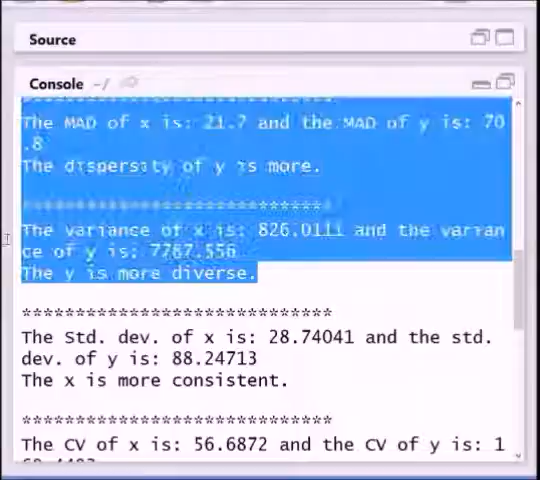 Source
Console ~/
******************************
The MAD of x is: 21.7 and the MAD of y is: 70
.8
The dispersity of y is more.
*****************************
The variance of x is: 826.0111 and the varian
ce of y is: 7787.556
The y is more diverse.
*****************************
The Std. dev. of x is: 28.74041 and the std.
dev. of y is: 88.24713
The x is more consistent.
*****************************
The CV of x is: 56.6872 and the CV of y is: 1